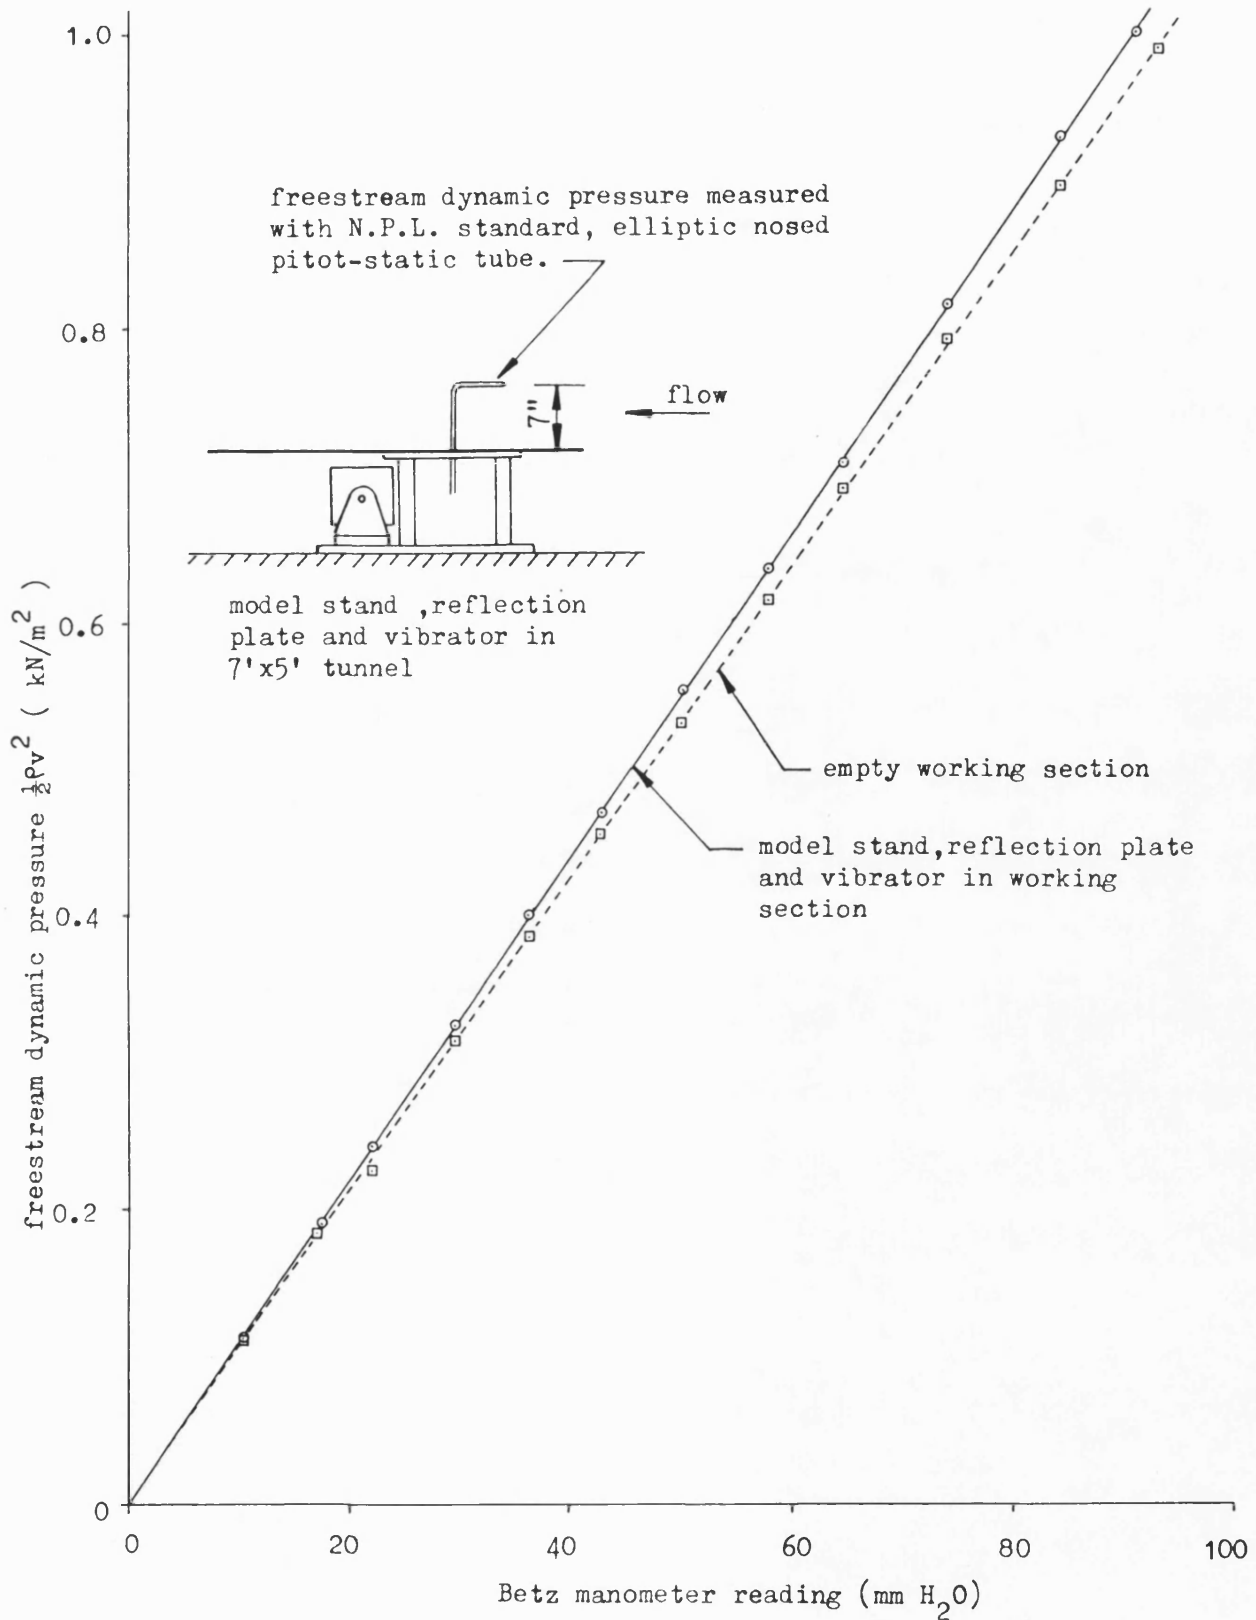 1.0
freestream dynamic pressure measured
with N.P.L. standard, elliptic nosed
pitot-static tube.
0.8
7"
flow
model stand ,reflection
plate and vibrator in
7'x5' tunnel
0.6
freestream dynamic pressure ½ρv² ( kN/m² )
empty working section
model stand,reflection plate
and vibrator in working
section
0.4
0.2
0
0 20 40 60 80 100
Betz manometer reading (mm H₂O)